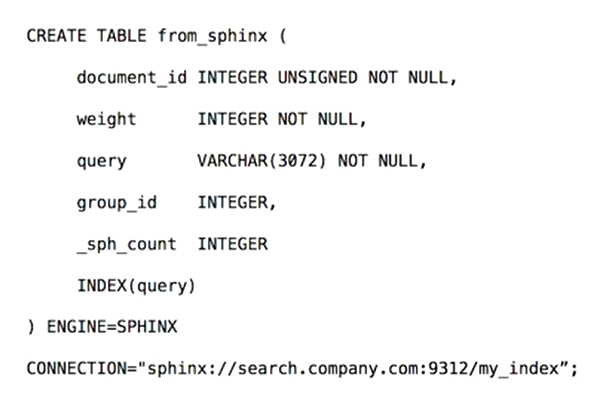 CREATE TABLE from_sphinx (
document_id INTEGER UNSIGNED NOT NULL,
weight INTEGER NOT NULL,
query VARCHAR(3072) NOT NULL,
group_id INTEGER,
_sph_count INTEGER
INDEX(query)
) ENGINE=SPHINX
CONNECTION="sphinx://search.company.com:9312/my_index”;